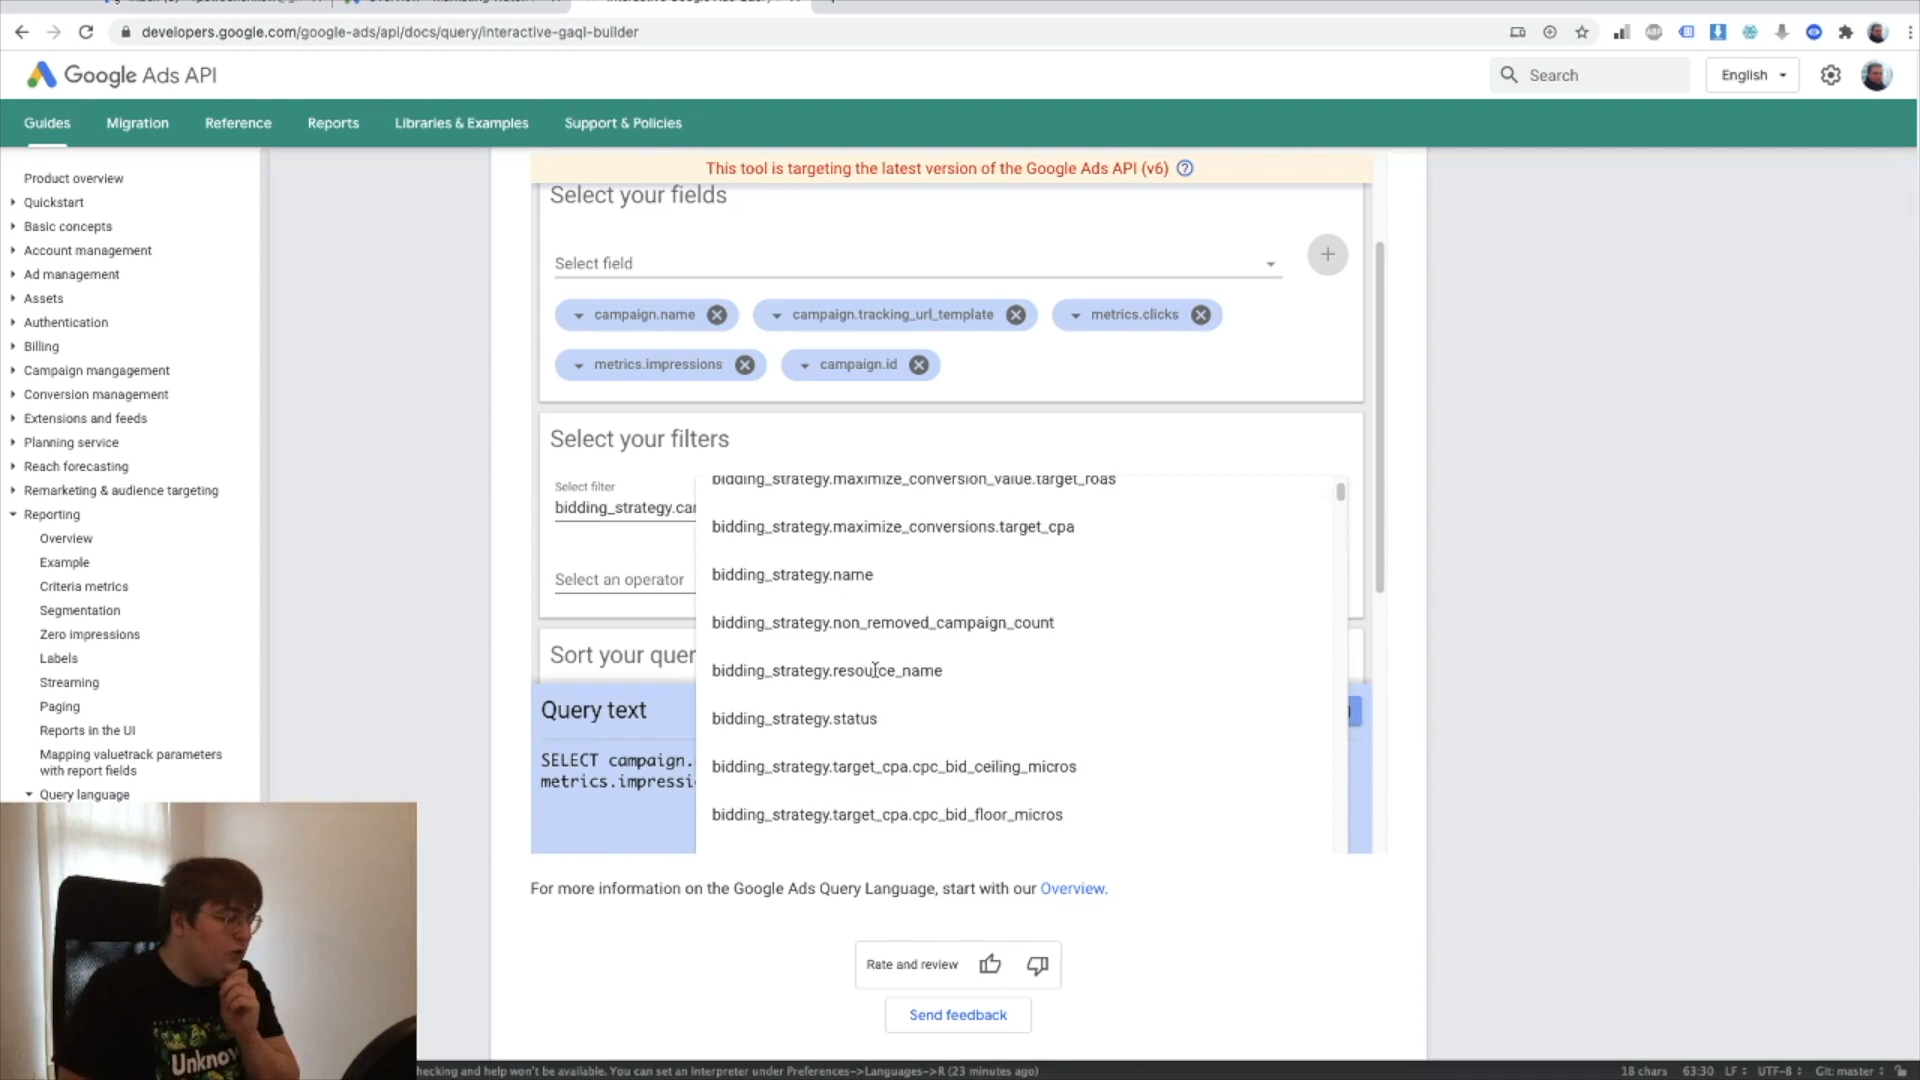 developers.google.com/google-ads/api/docs/query/interactive-gaql-builder
Google Ads API
Search
English
Guides
Migration
Reference
Reports
Libraries & Examples
Support & Policies
Product overview
Quickstart
Basic concepts
Account management
Ad management
Assets
Authentication
Billing
Campaign mangagement
Conversion management
Extensions and feeds
Planning service
Reach forecasting
Remarketing & audience targeting
Reporting
Overview
Example
Criteria metrics
Segmentation
Zero impressions
Labels
Streaming
Paging
Reports in the UI
Mapping valuetrack parameters
with report fields
Query language
This tool is targeting the latest version of the Google Ads API (v6)
Select your fields
Select field
campaign.name
campaign.tracking_url_template
metrics.clicks
metrics.impressions
campaign.id
Select your filters
Select filter
bidding_strategy.car
Select an operator
bidding_strategy.maximize_conversion_value.target_roas
bidding_strategy.maximize_conversions.target_cpa
bidding_strategy.name
bidding_strategy.non_removed_campaign_count
bidding_strategy.resource_name
bidding_strategy.status
bidding_strategy.target_cpa.cpc_bid_ceiling_micros
bidding_strategy.target_cpa.cpc_bid_floor_micros
Sort your quer
Query text
SELECT campaign.
metrics.impressi
For more information on the Google Ads Query Language, start with our Overview.
Rate and review
Send feedback
Unknow
hecking and help won't be available. You can set an interpreter under Preferences->Languages->R (23 minutes ago)
18 chars 63:30 LF UTF-8 Git: master